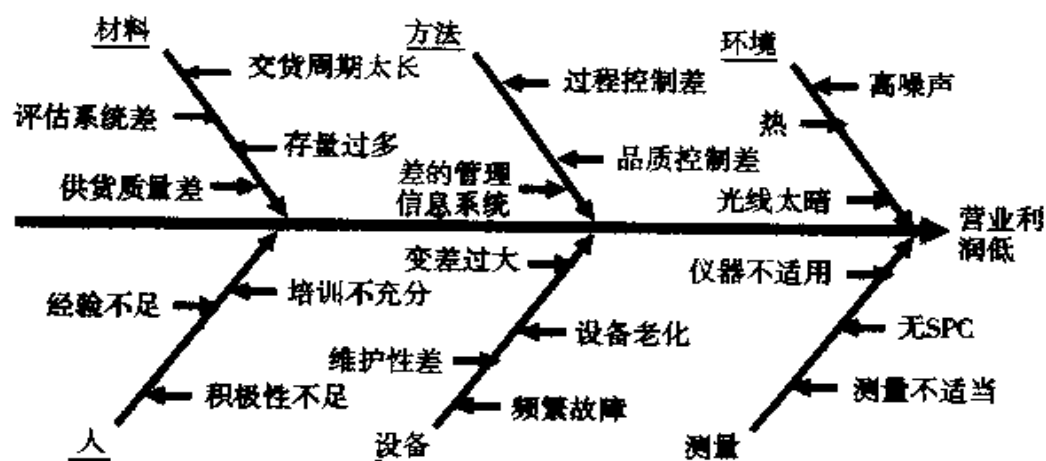 材料
交货周期太长
评估系统差
存量过多
供货质量差
方法
过程控制差
品质控制差
差的管理
信息系统
环境
高噪声
热
光线太暗
营业利
润低
经验不足
培训不充分
积极性不足
人
变差过大
设备老化
维护性差
频繁故障
设备
仪器不适用
无SPC
测量不适当
测量